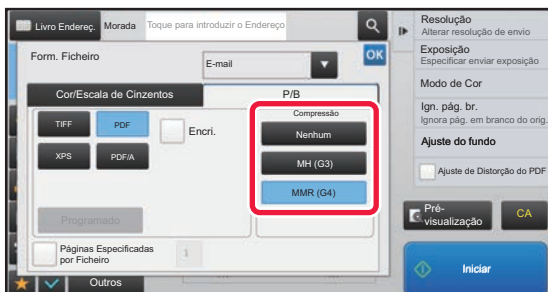 Livro Endereç.
Morada
Toque para introduzir o Endereço
Form. Ficheiro
E-mail
OK
Cor/Escala de Cinzentos
P/B
TIFF
PDF
Encri.
XPS
PDF/A
Programado
Compressão
Nenhum
MH (G3)
MMR (G4)
Páginas Especificadas
por Ficheiro
1
Outros
Resolução
Alterar resolução de envio
Exposição
Especificar enviar exposição
Modo de Cor
Ign. pág. br.
Ignora pág. em branco do orig.
Ajuste do fundo
Ajuste de Distorção do PDF
Pré-
visualização
CA
Iniciar